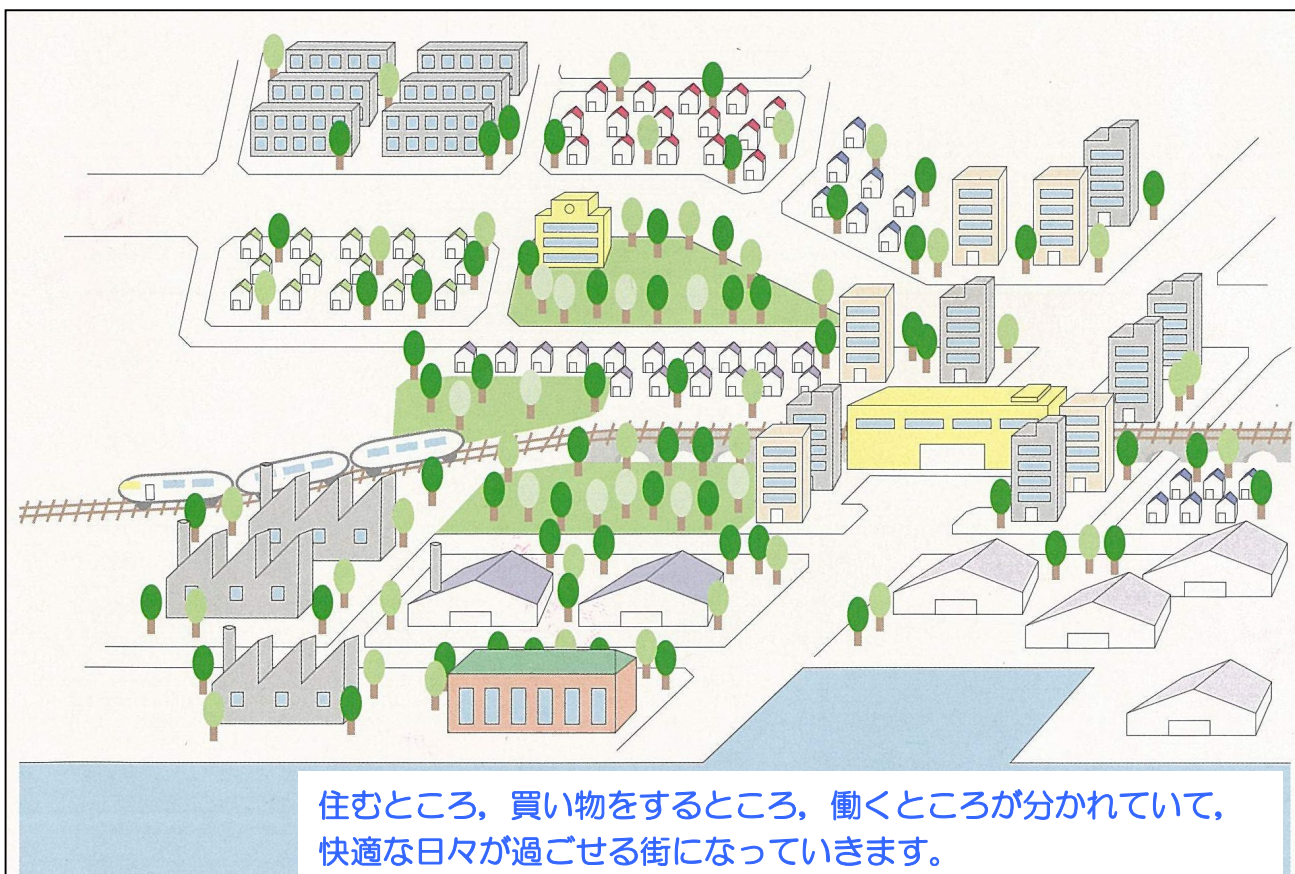 住むところ，買い物をするところ，働くところが分かれていて，
快適な日々が過ごせる街になっていきます。